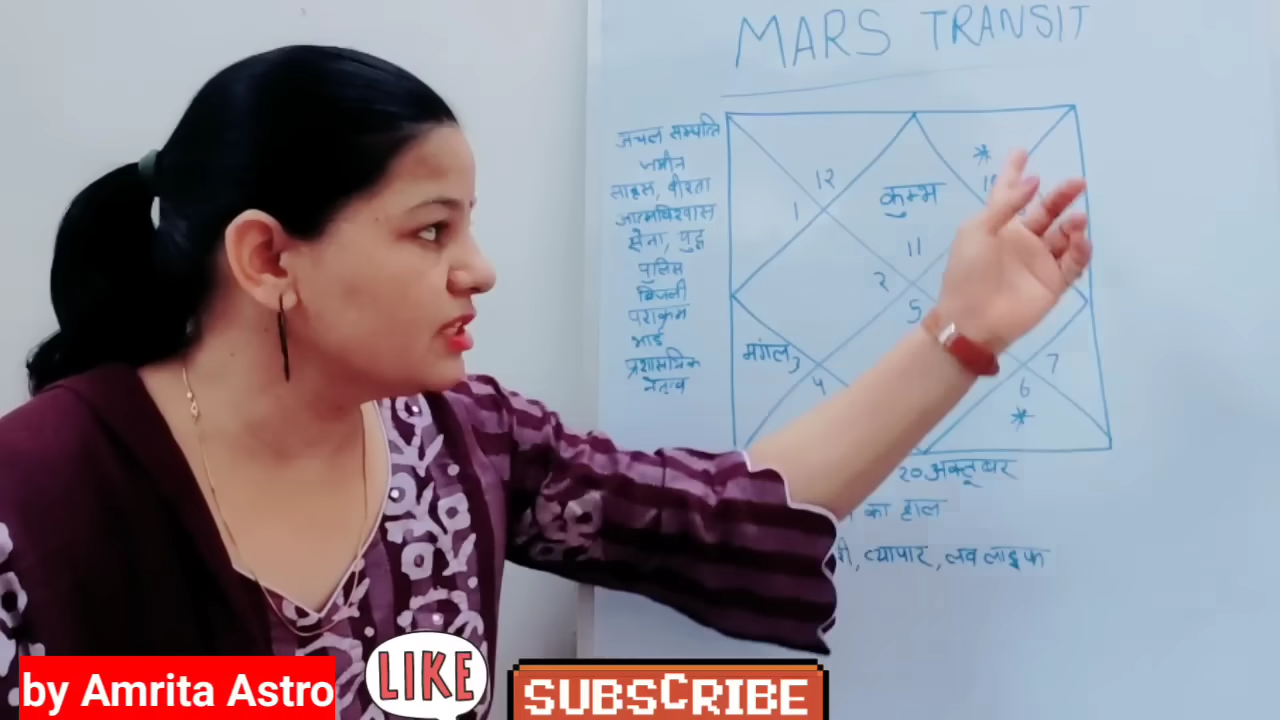 MARS TRANSIT
अचल सम्पत्ति
जमीन
साहस, वीरता
आत्मविश्वास
सेना, युद्ध
पुलिस
बिजली
पराक्रम
भाई
प्रशासनिक
नेतृत्व
*
12
कुम्भ
1
11
2
5
मंगल 3
7
4
6
*
20 अक्तूबर
का हाल
, व्यापार, लव लाइफ
by Amrita Astro
LIKE
SUBSCRIBE